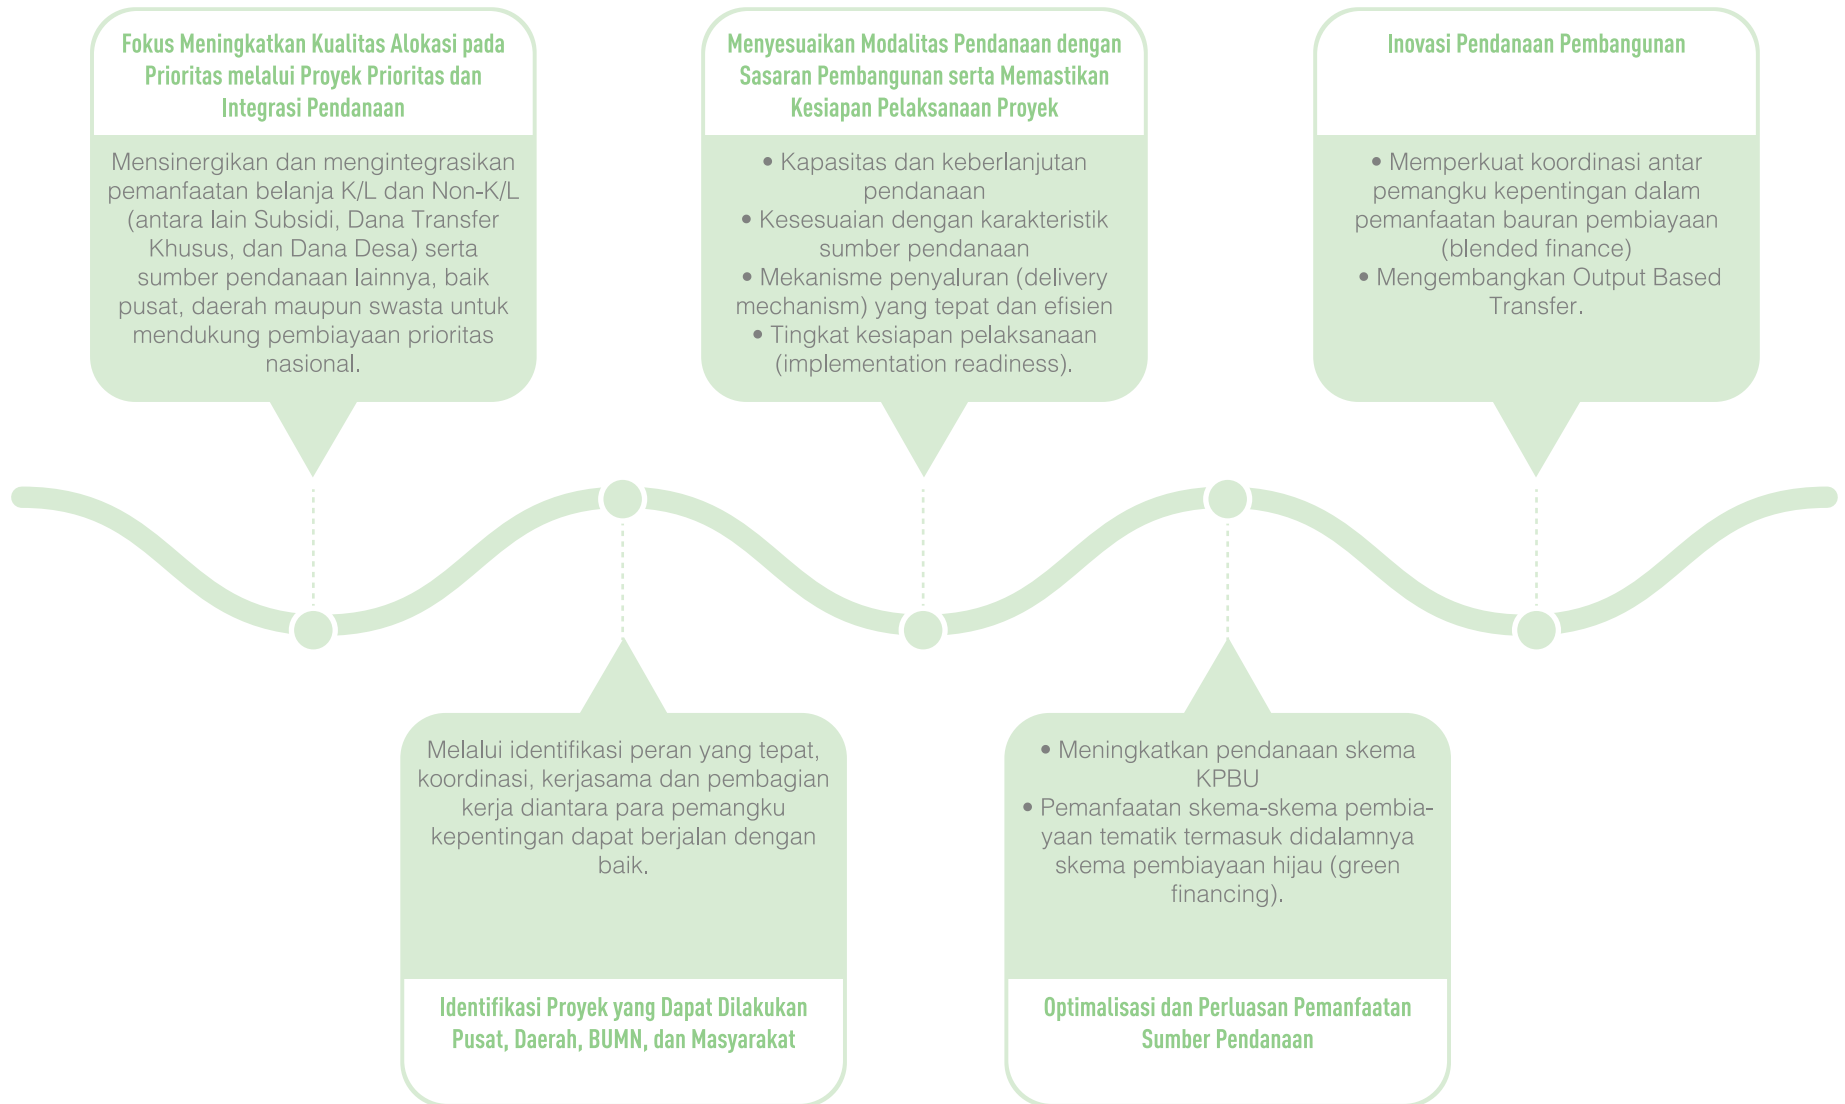 Fokus Meningkatkan Kualitas Alokasi pada
Prioritas melalui Proyek Prioritas dan
Integrasi Pendanaan
Mensinergikan dan mengintegrasikan
pemanfaatan belanja K/L dan Non-K/L
(antara lain Subsidi, Dana Transfer
Khusus, dan Dana Desa) serta
sumber pendanaan lainnya, baik
pusat, daerah maupun swasta untuk
mendukung pembiayaan prioritas
nasional.
Melalui identifikasi peran yang tepat,
koordinasi, kerjasama dan pembagian
kerja diantara para pemangku
kepentingan dapat berjalan dengan
baik.
Identifikasi Proyek yang Dapat Dilakukan
Pusat, Daerah, BUMN, dan Masyarakat
Menyesuaikan Modalitas Pendanaan dengan
Sasaran Pembangunan serta Memastikan
Kesiapan Pelaksanaan Proyek
• Kapasitas dan keberlanjutan
pendanaan
• Kesesuaian dengan karakteristik
sumber pendanaan
• Mekanisme penyaluran (delivery
mechanism) yang tepat dan efisien
• Tingkat kesiapan pelaksanaan
(implementation readiness).
• Meningkatkan pendanaan skema
KPBU
• Pemanfaatan skema-skema pembia-
yaan tematik termasuk didalamnya
skema pembiayaan hijau (green
financing).
Optimalisasi dan Perluasan Pemanfaatan
Sumber Pendanaan
Inovasi Pendanaan Pembangunan
• Memperkuat koordinasi antar
pemangku kepentingan dalam
pemanfaatan bauran pembiayaan
(blended finance)
• Mengembangkan Output Based
Transfer.